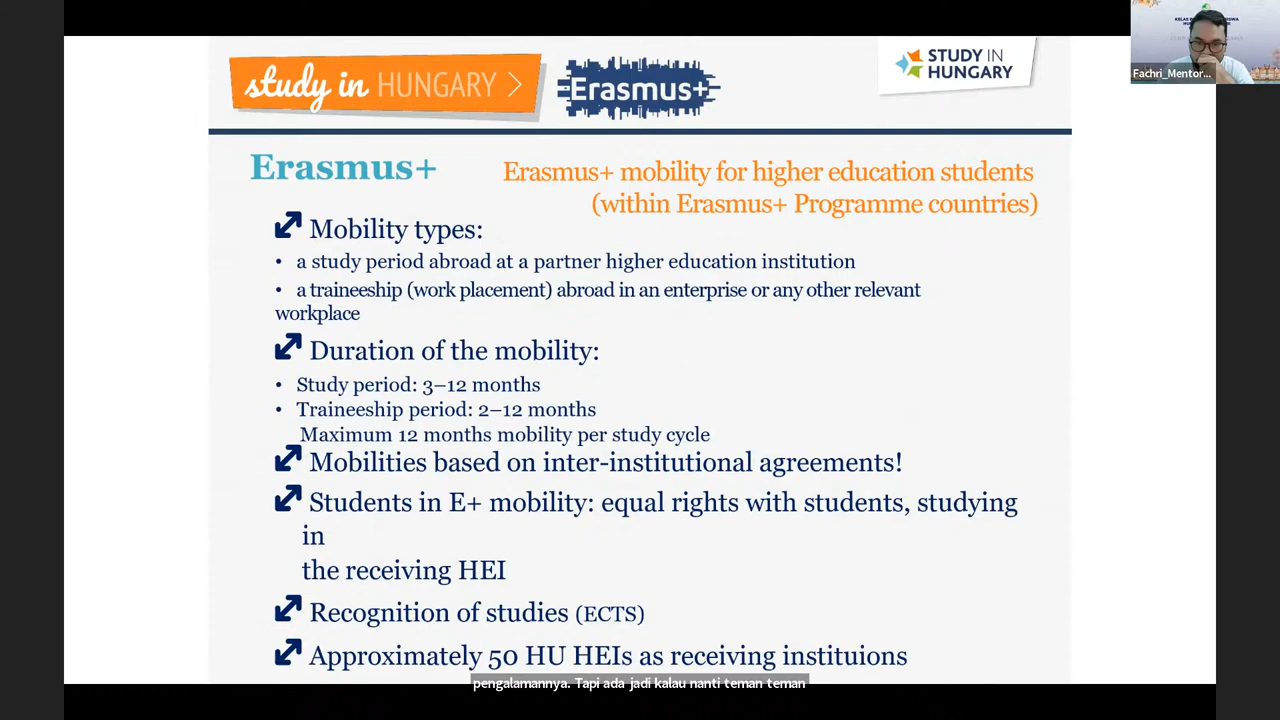 study in HUNGARY
Erasmus+
STUDY IN
HUNGARY
Fachri_Mentor...
Erasmus+
Erasmus+ mobility for higher education students
(within Erasmus+ Programme countries)
Mobility types:
• a study period abroad at a partner higher education institution
• a traineeship (work placement) abroad in an enterprise or any other relevant
workplace
Duration of the mobility:
• Study period: 3–12 months
• Traineeship period: 2–12 months
Maximum 12 months mobility per study cycle
Mobilities based on inter-institutional agreements!
Students in E+ mobility: equal rights with students, studying
in
the receiving HEI
Recognition of studies (ECTS)
Approximately 50 HU HEIs as receiving instituions
pengalamannya. Tapi ada jadi kalau nanti teman teman